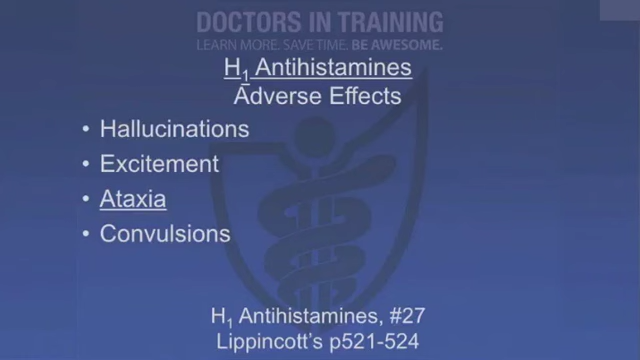 DOCTORS IN TRAINING
LEARN MORE. SAVE TIME. BE AWESOME.
H₁ Antihistamines
Adverse Effects
• Hallucinations
• Excitement
• Ataxia
• Convulsions
H₁ Antihistamines, #27
Lippincott's p521-524